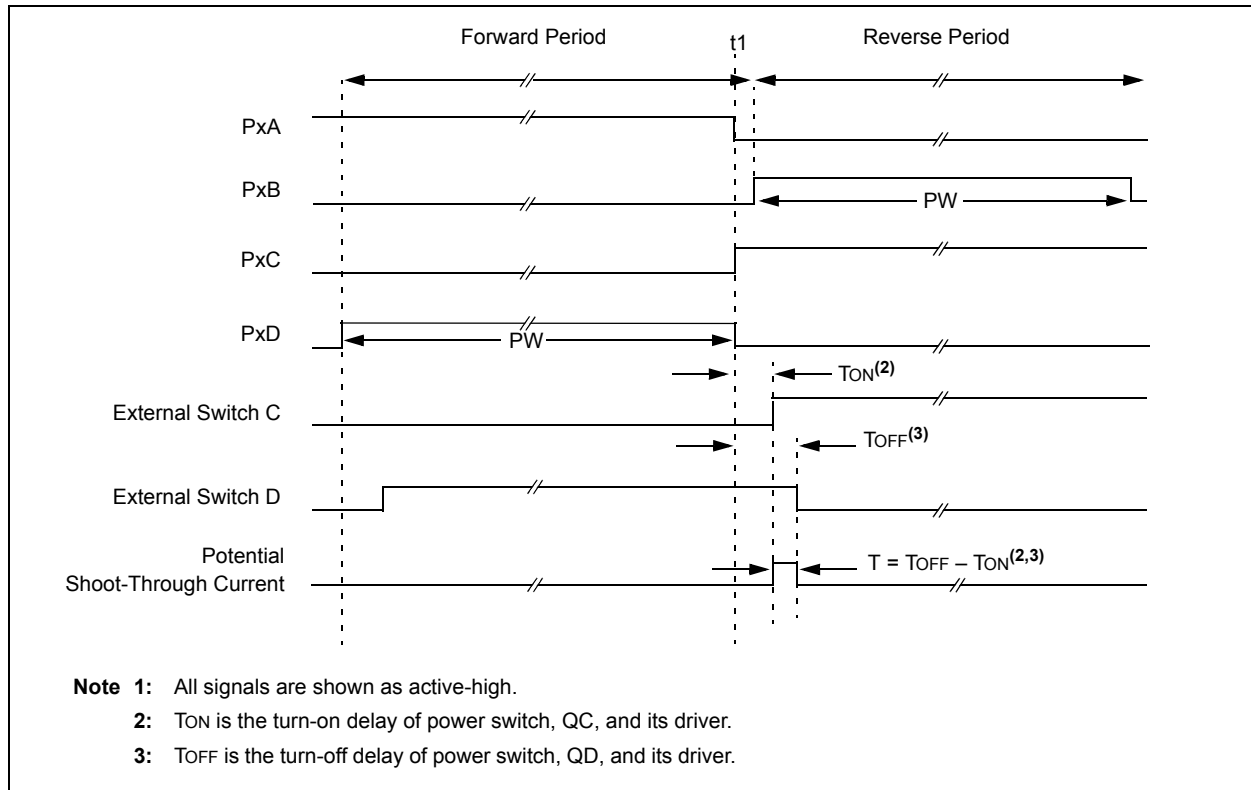 Forward Period
t1
Reverse Period
PxA
PxB
PW
PxC
PxD
PW
TON(2)
External Switch C
TOFF(3)
External Switch D
Potential
Shoot-Through Current
T = TOFF – TON(2,3)
Note 1: All signals are shown as active-high.
2: TON is the turn-on delay of power switch, QC, and its driver.
3: TOFF is the turn-off delay of power switch, QD, and its driver.